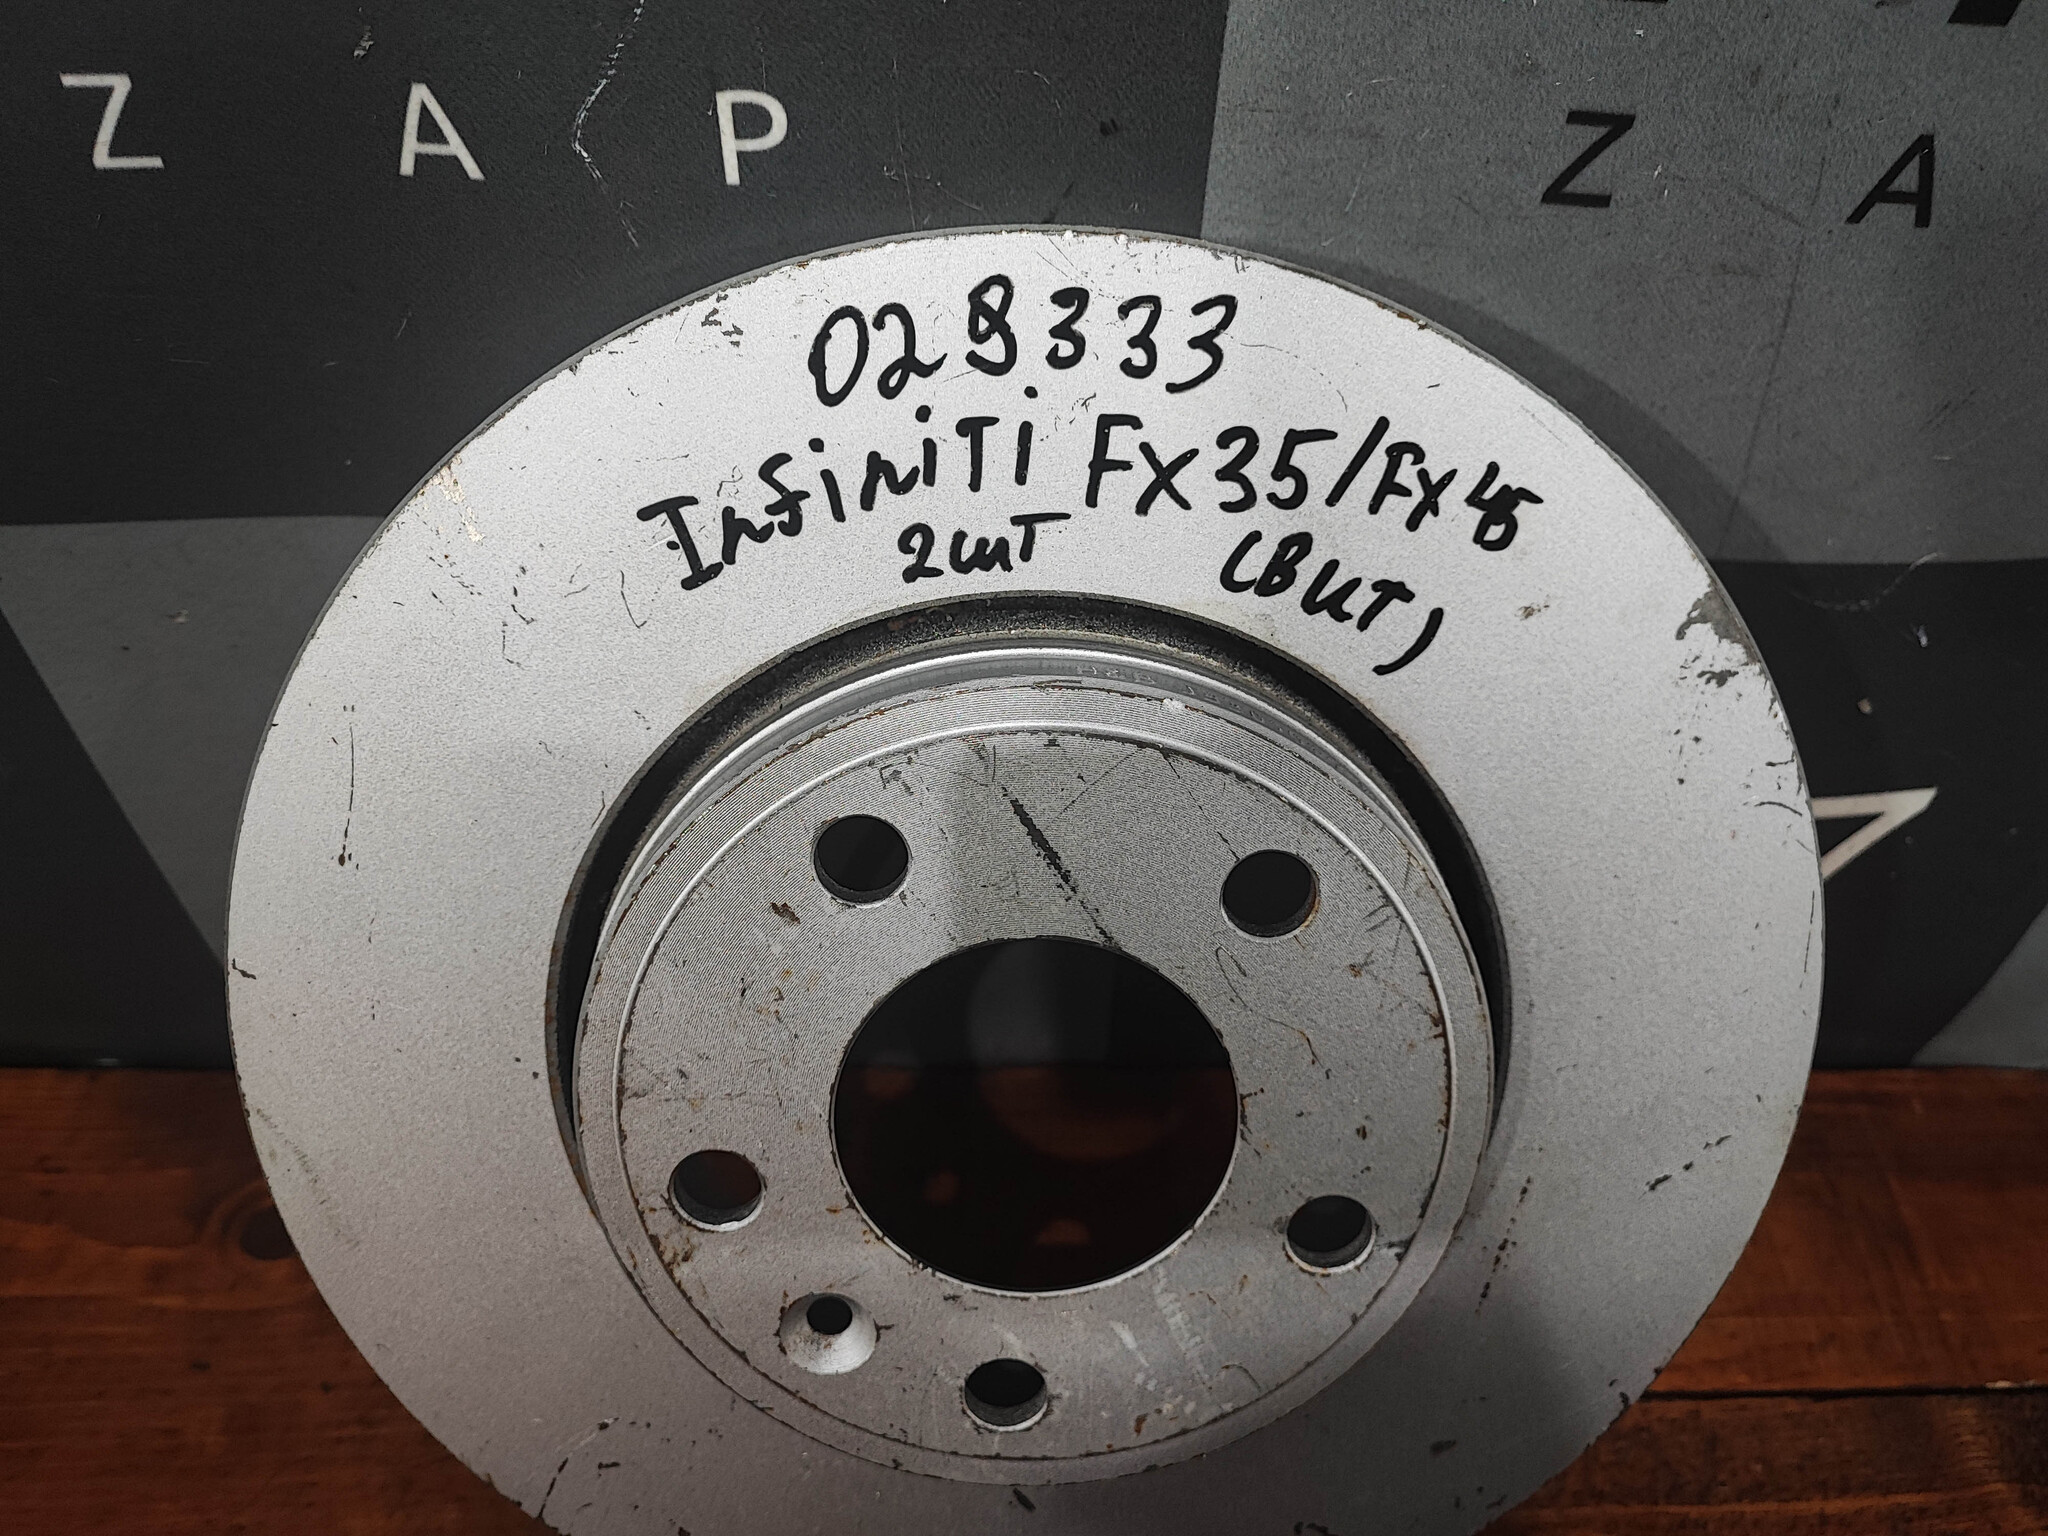 Z A P
Z A
028333
Infiniti FX35/FX45
2шт
(ВИТ)